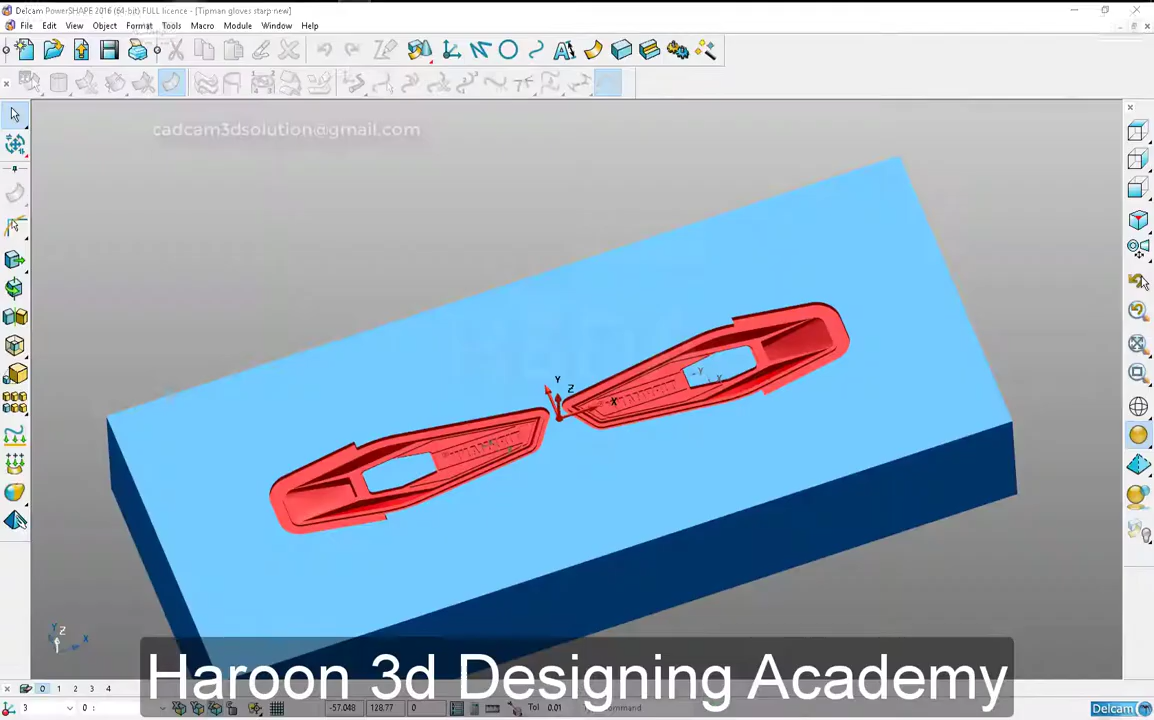 Delcam PowerSHAPE 2016 (64-bit) FULL licence - [Tipman gloves starp new]
File Edit View Object Format Tools Macro Module Window Help
cadcam3dsolution@gmail.com
Y
Z
X
-Y
X
Y
Z
X
Haroon 3d Designing Academy
0 1 2 3 4
3 0 : -57.048 128.77 0 Tol 0.01 command Delcam